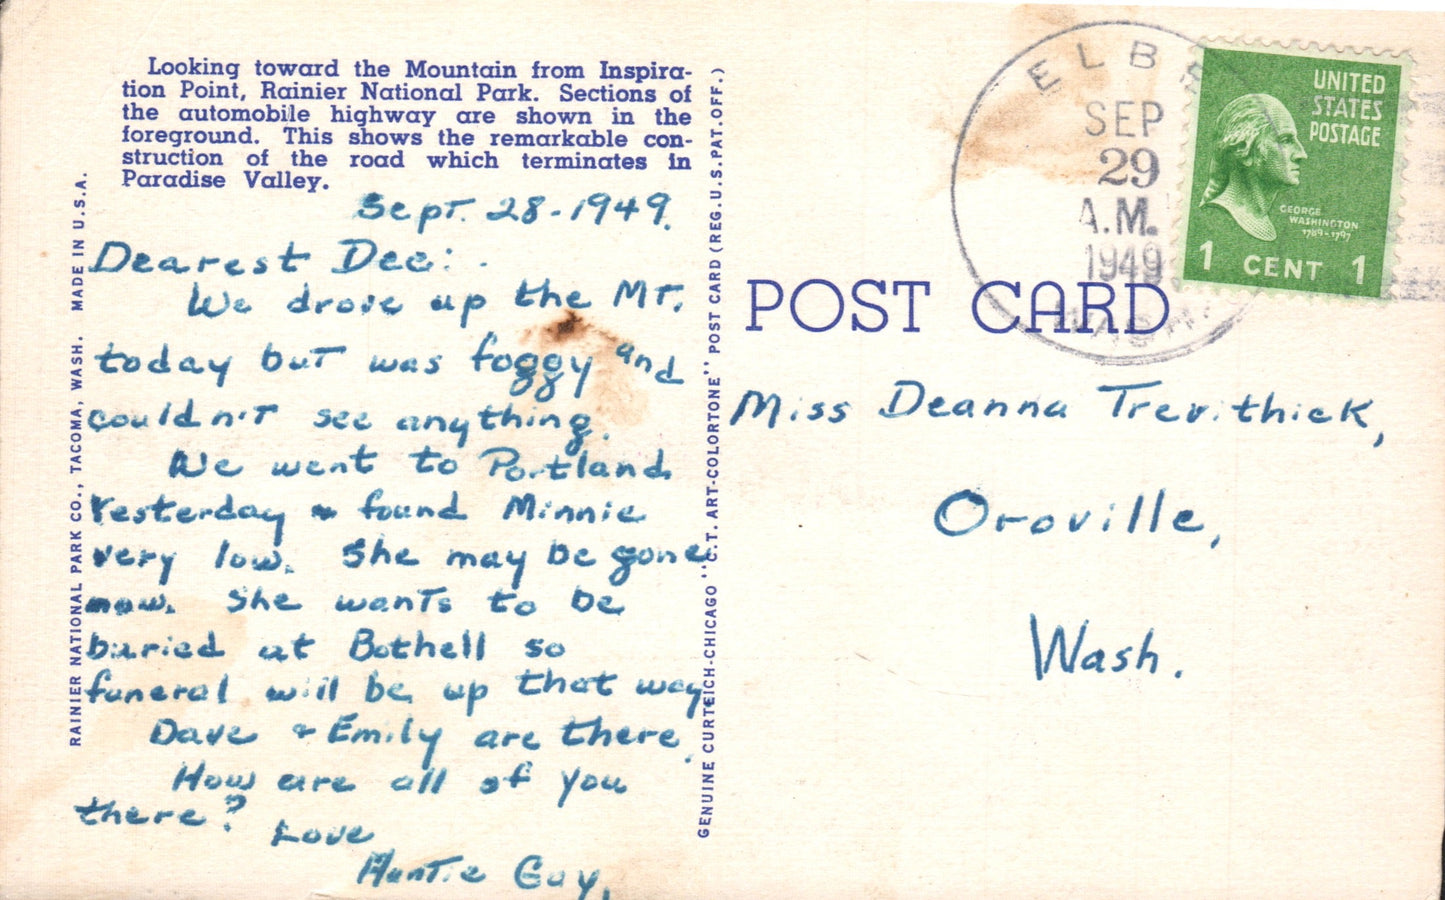 Looking toward the Mountain from Inspira-
tion Point, Rainier National Park. Sections of
the automobile highway are shown in the
foreground. This shows the remarkable con-
struction of the road which terminates in
Paradise Valley.
Sept. 28-1949.
Dearest Dee:
We drove up the Mt.
today but was foggy and
couldn't see anything.
We went to Portland
Yesterday & found Minnie
very low. She may be gone
now. She wants to be
buried at Bothell so
funeral will be up that way.
Dave & Emily are there.
How are all of you
there?
Love
Auntie Gay.
RAINIER NATIONAL PARK CO., TACOMA, WASH. MADE IN U.S.A.
GENUINE CURTEICH-CHICAGO "C.T. ART-COLORTONE" POST CARD (REG. U.S. PAT. OFF.)
ELBE
SEP
29
A.M.
1949
WASH.
UNITED
STATES
POSTAGE
GEORGE
WASHINGTON
1789-1797
1 CENT 1
POST CARD
Miss Deanna Trevithick,
Oroville,
Wash.